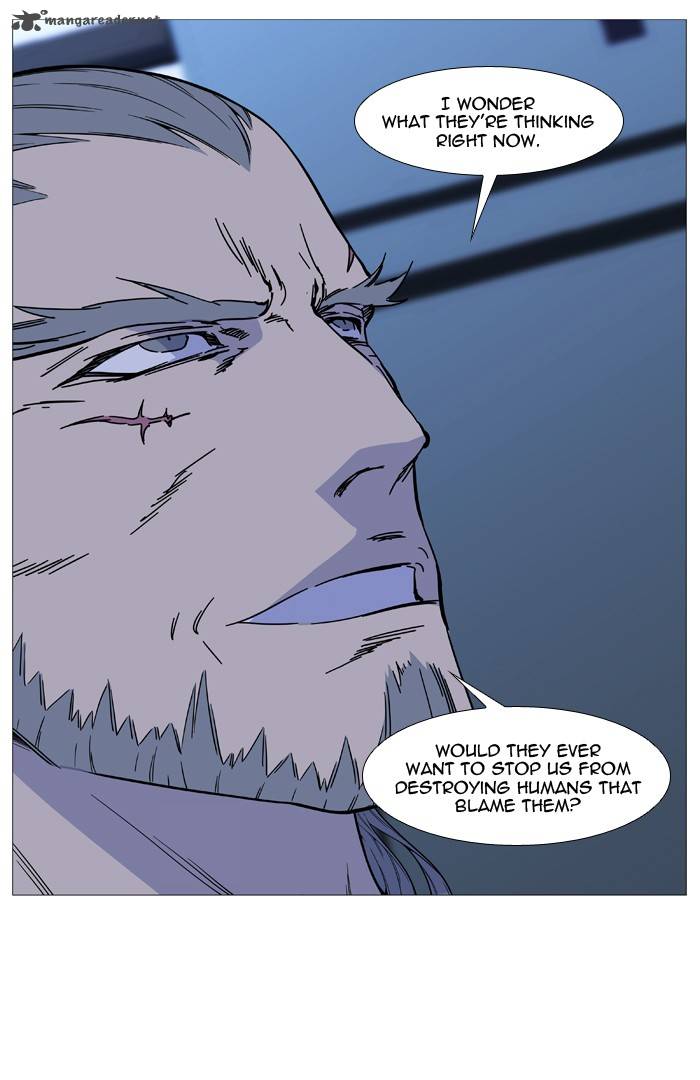 mangareader.net
I WONDER
WHAT THEY'RE THINKING
RIGHT NOW.
WOULD THEY EVER
WANT TO STOP US FROM
DESTROYING HUMANS THAT
BLAME THEM?